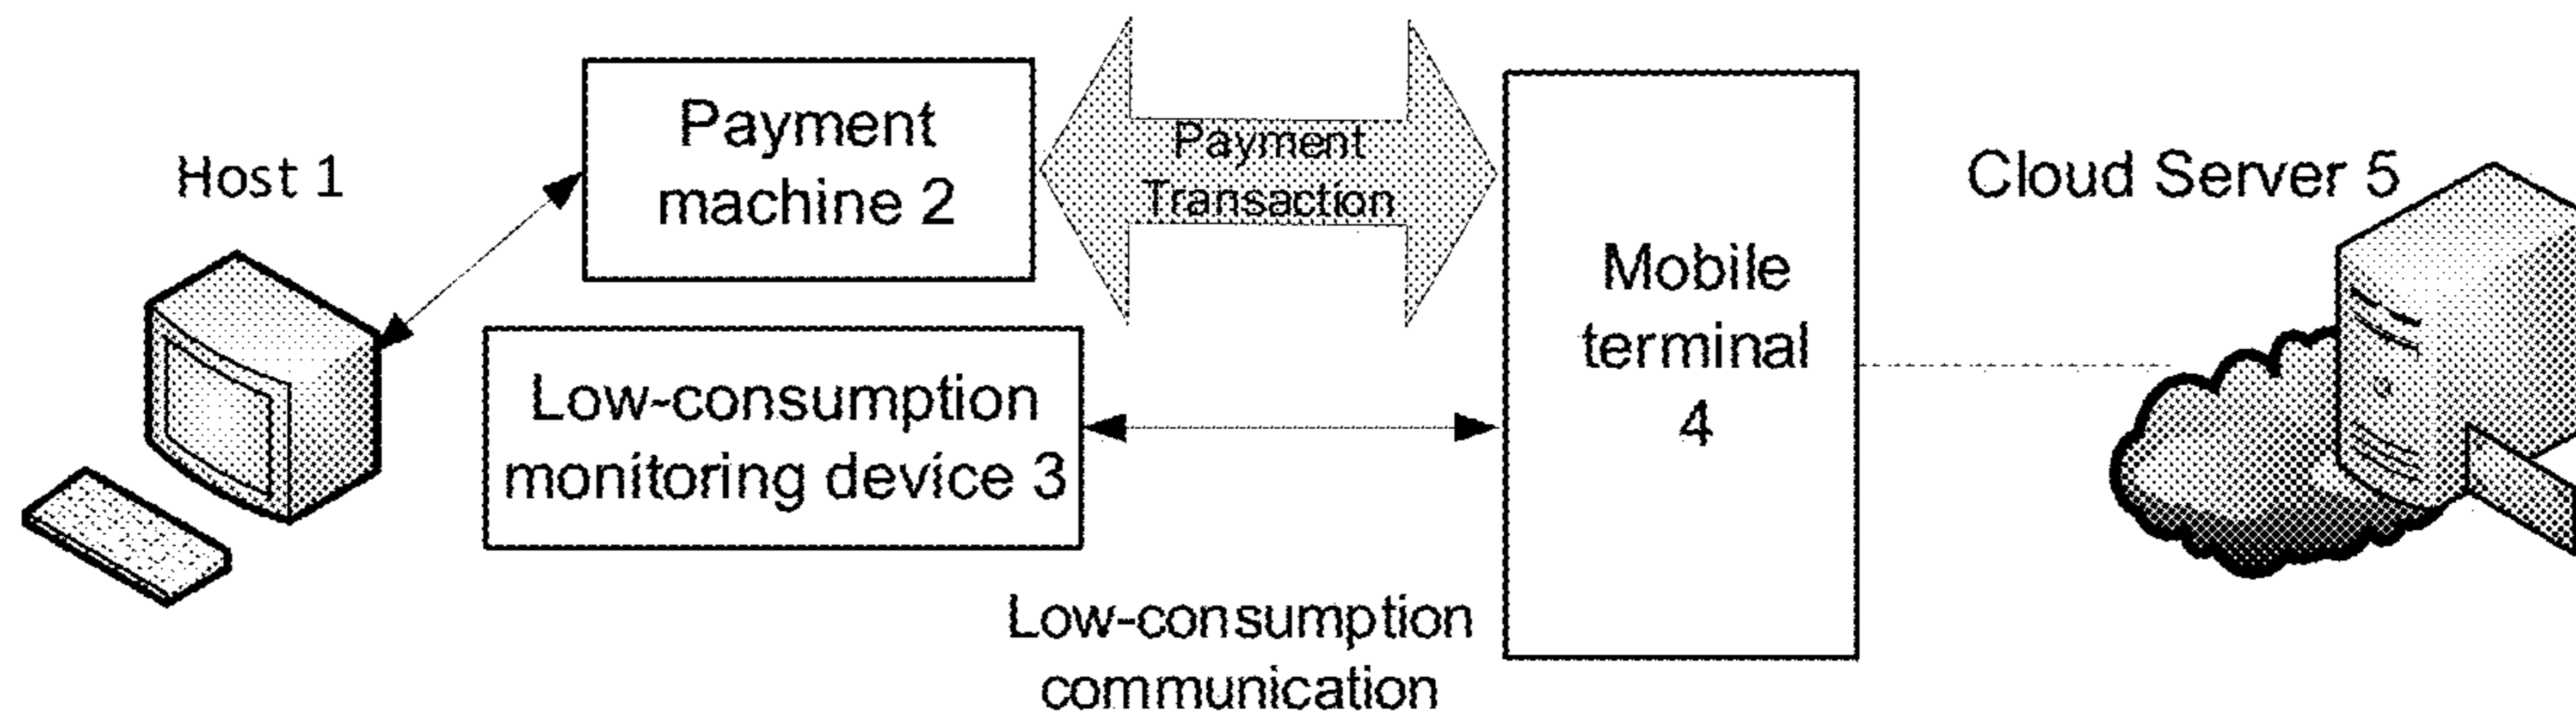 Host 1
Payment
machine 2
Payment
Transaction
Low-consumption
monitoring device 3
Low-consumption
communication
Mobile
terminal
4
Cloud Server 5